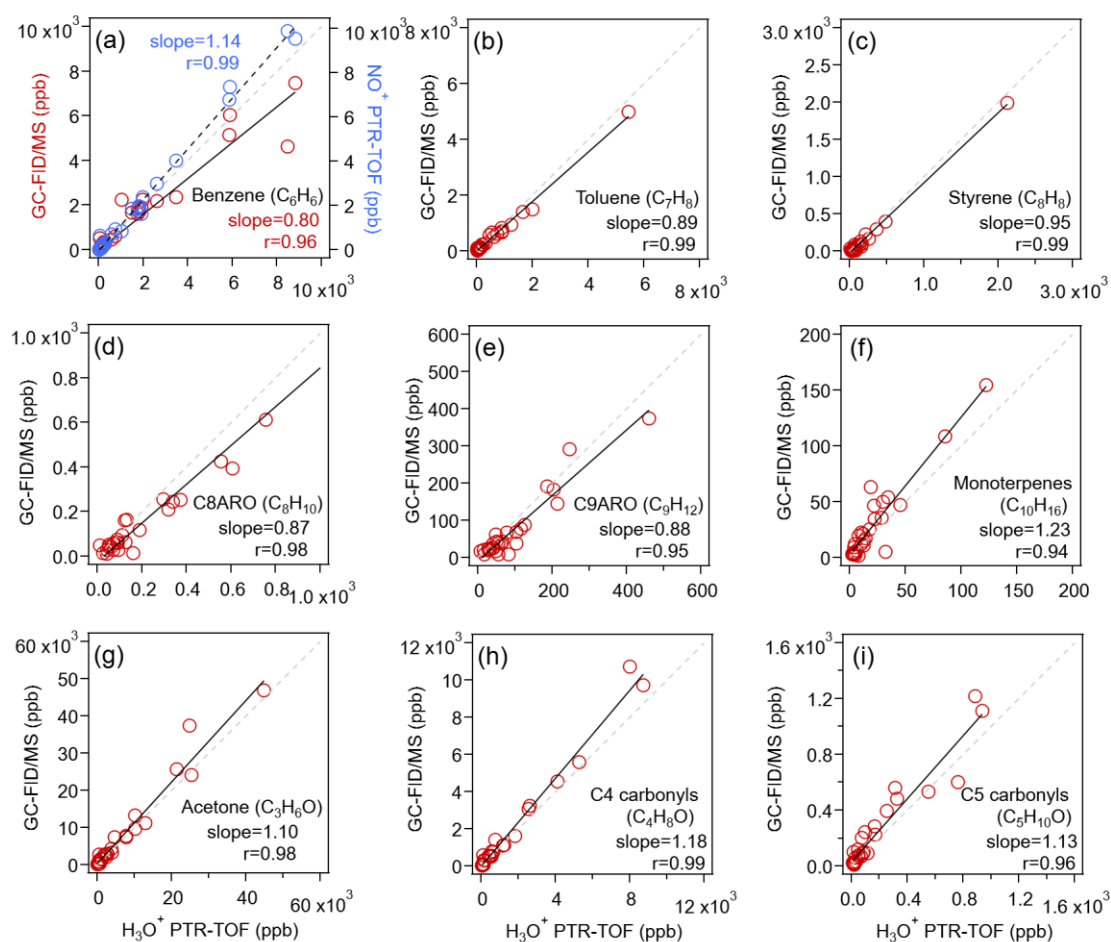 (a)
slope=1.14
r=0.99
Benzene (C₆H₆)
slope=0.80
r=0.96
GC-FID/MS (ppb)
NO⁺ PTR-TOF (ppb)
10 x10³
8
6
4
2
0
10 x10³
8
6
4
2
0
0
2
4
6
8
10 x10³
(b)
Toluene (C₇H₈)
slope=0.89
r=0.99
GC-FID/MS (ppb)
8 x10³
6
4
2
0
0
2
4
6
8 x10³
(c)
Styrene (C₈H₈)
slope=0.95
r=0.99
GC-FID/MS (ppb)
3.0 x10³
2.0
1.0
0.0
0.0
1.0
2.0
3.0 x10³
(d)
C8ARO (C₈H₁₀)
slope=0.87
r=0.98
GC-FID/MS (ppb)
1.0 x10³
0.8
0.6
0.4
0.2
0.0
0.0
0.2
0.4
0.6
0.8
1.0 x10³
(e)
C9ARO (C₉H₁₂)
slope=0.88
r=0.95
GC-FID/MS (ppb)
600
500
400
300
200
100
0
0
200
400
600
(f)
Monoterpenes
(C₁₀H₁₆)
slope=1.23
r=0.94
GC-FID/MS (ppb)
200
150
100
50
0
0
50
100
150
200
(g)
Acetone (C₃H₆O)
slope=1.10
r=0.98
GC-FID/MS (ppb)
60 x10³
50
40
30
20
10
0
0
20
40
60 x10³
H₃O⁺ PTR-TOF (ppb)
(h)
C4 carbonyls
(C₄H₈O)
slope=1.18
r=0.99
GC-FID/MS (ppb)
12 x10³
10
8
6
4
2
0
0
4
8
12 x10³
H₃O⁺ PTR-TOF (ppb)
(i)
C5 carbonyls
(C₅H₁₀O)
slope=1.13
r=0.96
GC-FID/MS (ppb)
1.6 x10³
1.2
0.8
0.4
0.0
0.0
0.4
0.8
1.2
1.6 x10³
H₃O⁺ PTR-TOF (ppb)